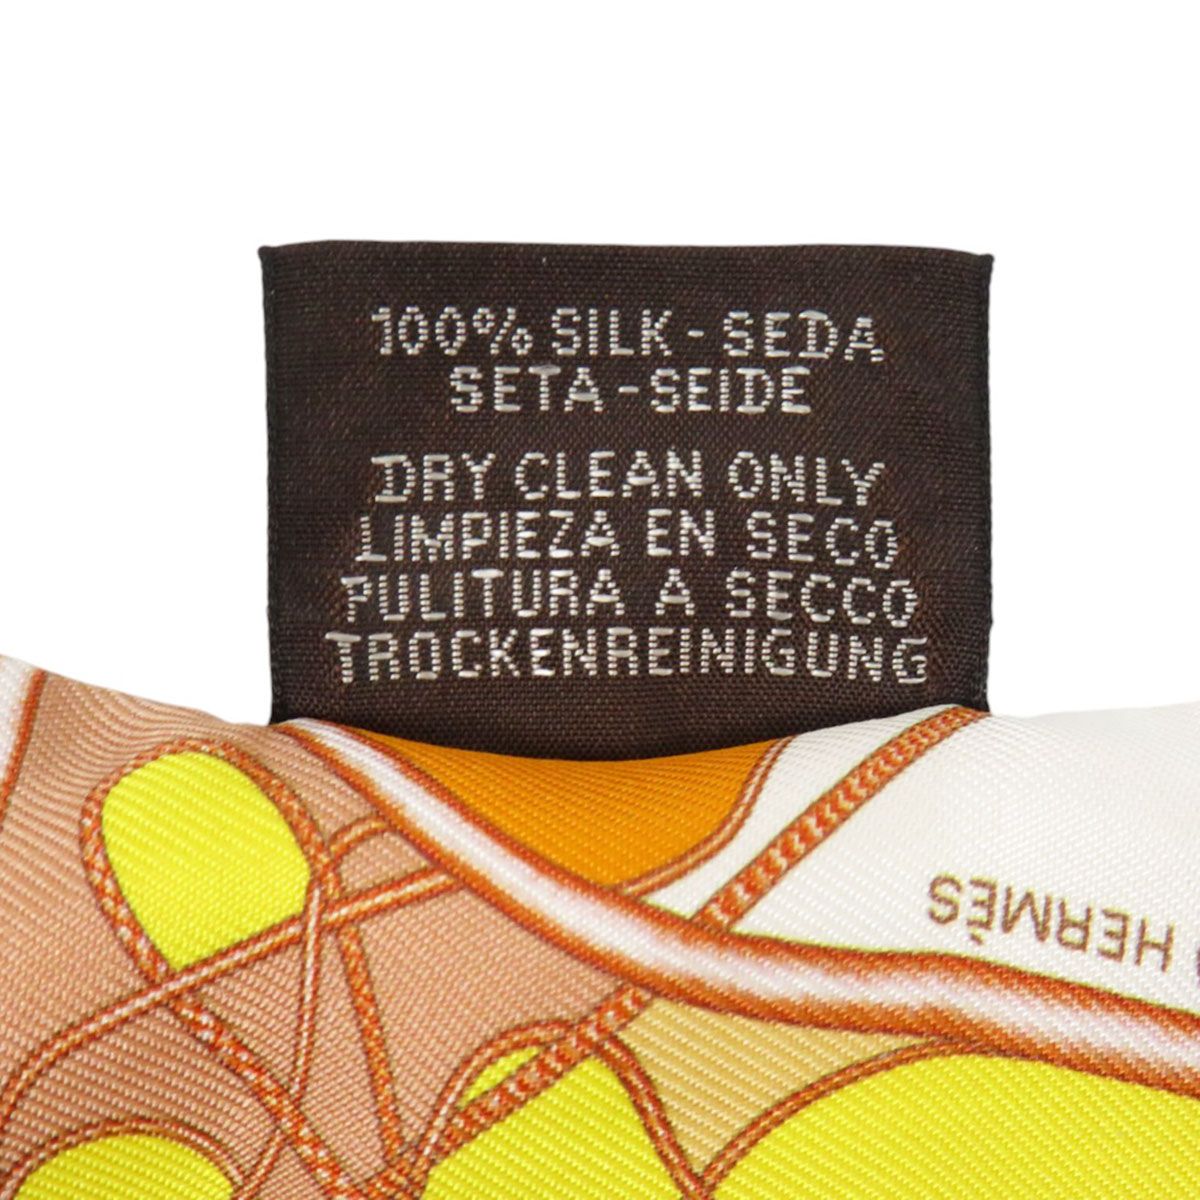 100% SILK - SEDA
SETA - SEIDE
DRY CLEAN ONLY
LIMPIEZA EN SECO
PULITURA A SECCO
TROCKENREINIGUNG
HERMÈS